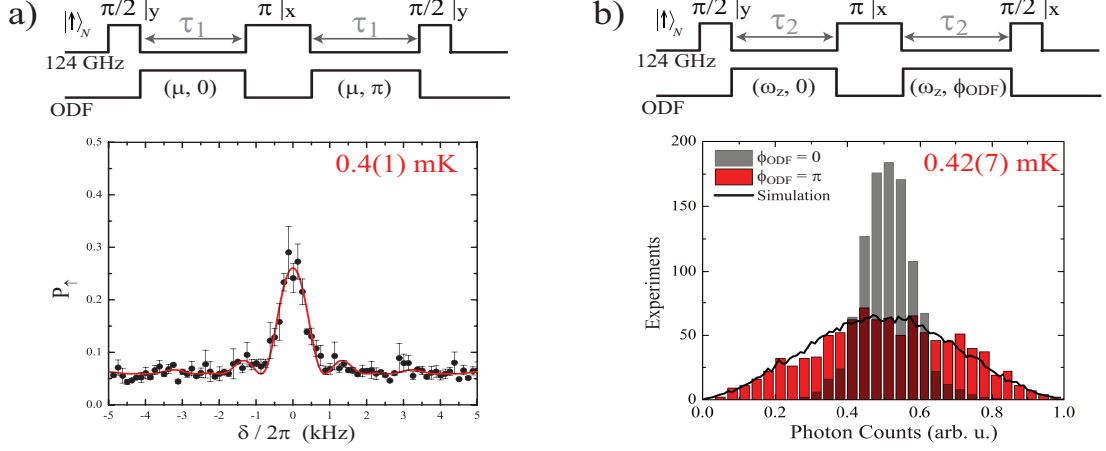 a)
π/2 |y π |x π/2 |y
|↑⟩N τ1 τ1
124 GHz
(μ, 0) (μ, π)
ODF
0.4(1) mK
0.5
0.4
0.3
0.2
0.1
0.0
P↑
-5 -4 -3 -2 -1 0 1 2 3 4 5
δ / 2π (kHz)
b)
π/2 |y π |x π/2 |x
|↑⟩N τ2 τ2
124 GHz
(ωz, 0) (ωz, ϕODF)
ODF
ϕODF = 0
ϕODF = π
Simulation
0.42(7) mK
200
150
100
50
0
Experiments
0.0 0.2 0.4 0.6 0.8 1.0
Photon Counts (arb. u.)